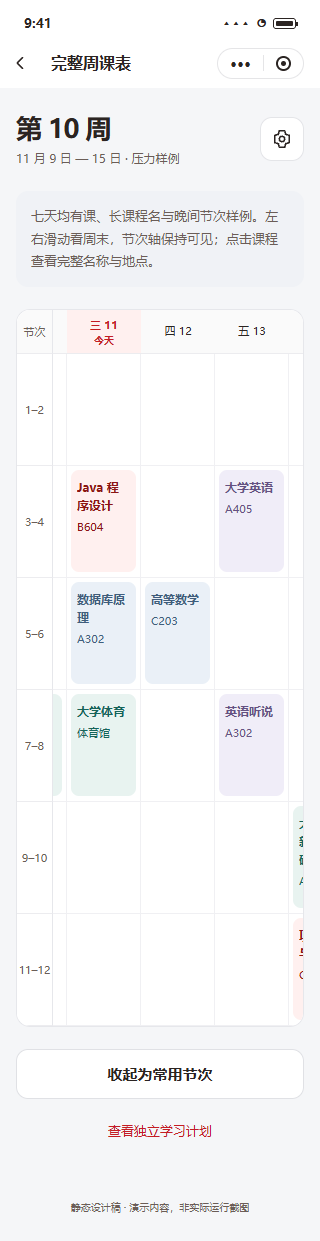 9:41
完整周课表
第 10 周
11 月 9 日 — 15 日 · 压力样例
七天均有课、长课程名与晚间节次样例。左
右滑动看周末，节次轴保持可见；点击课程
查看完整名称与地点。
节次
三 11
今天
四 12
五 13
1–2
3–4
Java 程
序设计
B604
大学英语
A405
5–6
数据库原
理
A302
高等数学
C203
7–8
大学体育
体育馆
英语听说
A302
9–10
11–12
收起为常用节次
查看独立学习计划
静态设计稿 · 演示内容，非实际运行截图